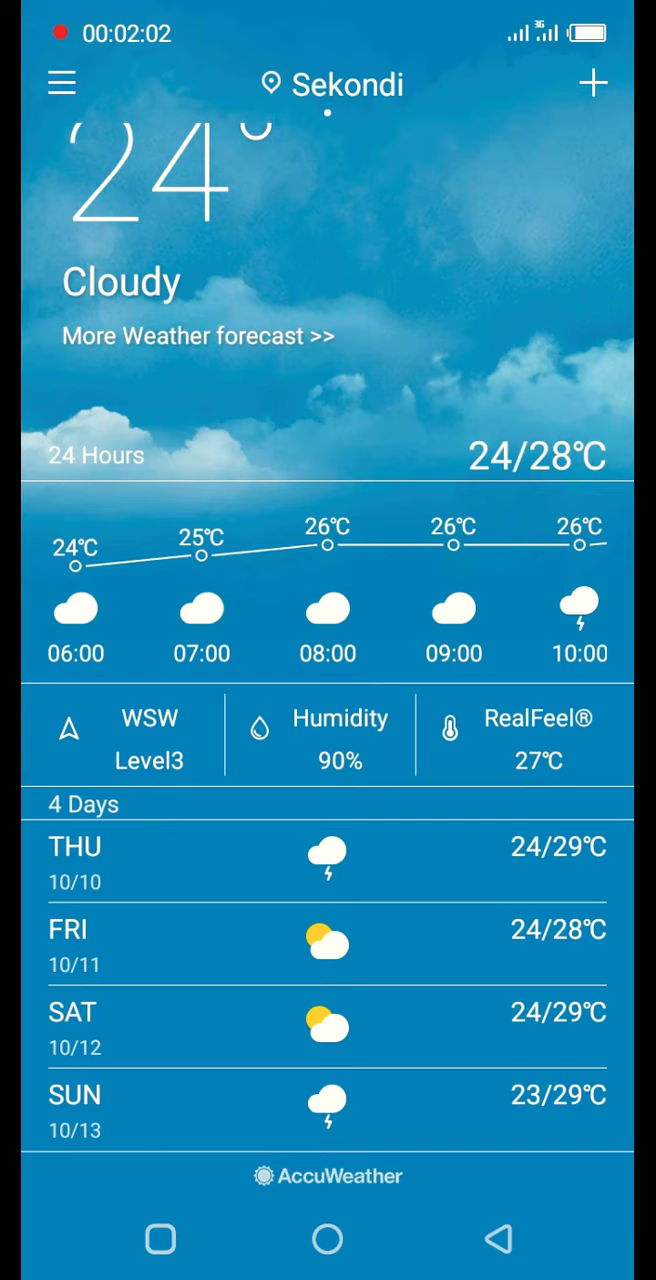 00:02:02 3G
Sekondi
24°
Cloudy
More Weather forecast >>
24 Hours 24/28℃
24℃ 25℃ 26℃ 26℃ 26℃
06:00 07:00 08:00 09:00 10:00
WSW Humidity RealFeel®
Level3 90% 27℃
4 Days
THU 24/29℃
10/10
FRI 24/28℃
10/11
SAT 24/29℃
10/12
SUN 23/29℃
10/13
AccuWeather